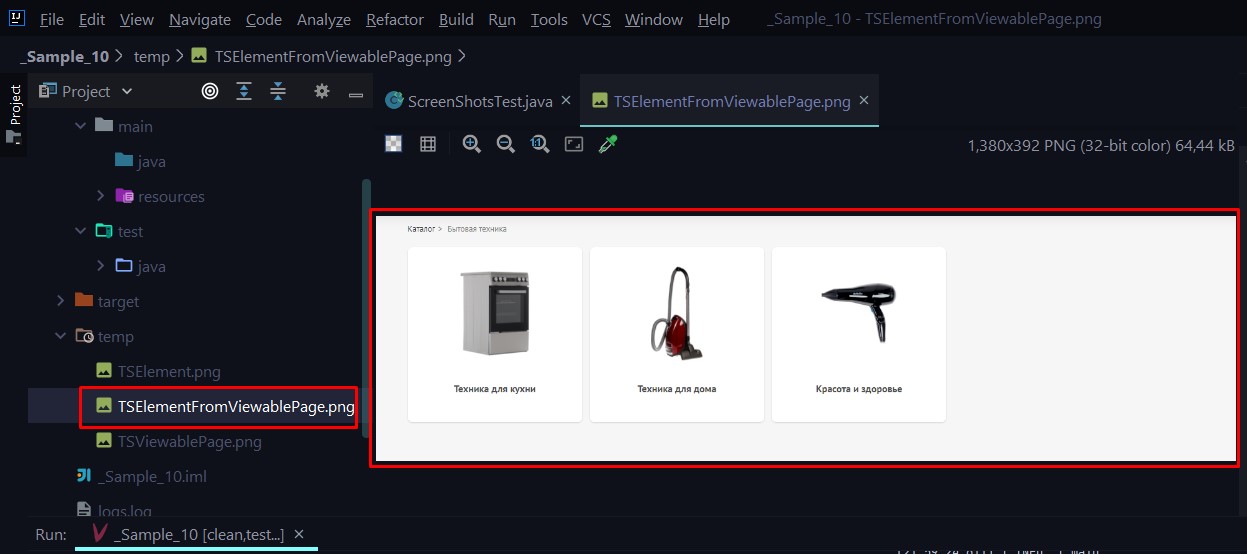 File Edit View Navigate Code Analyze Refactor Build Run Tools VCS Window Help _Sample_10 - TSElementFromViewablePage.png
_Sample_10 temp TSElementFromViewablePage.png
Project
Project
ScreenShotsTest.java
TSElementFromViewablePage.png
1:1
1,380x392 PNG (32-bit color) 64,44 kB
main
java
resources
test
java
target
temp
TSElement.png
TSElementFromViewablePage.png
TSViewablePage.png
_Sample_10.iml
logs.log
Каталог > Бытовая техника
Техника для кухни
Техника для дома
Красота и здоровье
Run: _Sample_10 [clean,test...]